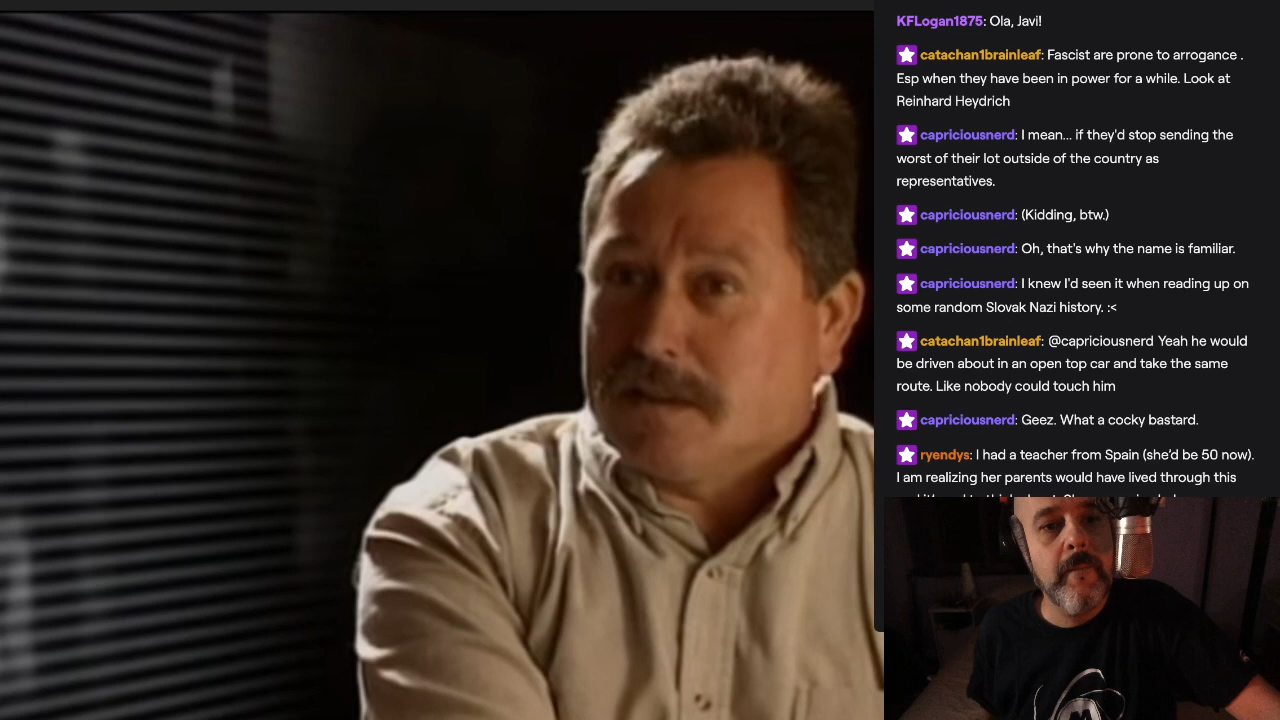 KFLogan1875: Ola, Javi!
catachan1brainleaf: Fascist are prone to arrogance .
Esp when they have been in power for a while. Look at
Reinhard Heydrich
capriciousnerd: I mean... if they'd stop sending the
worst of their lot outside of the country as
representatives.
capriciousnerd: (Kidding, btw.)
capriciousnerd: Oh, that's why the name is familiar.
capriciousnerd: I knew I'd seen it when reading up on
some random Slovak Nazi history. :<
catachan1brainleaf: @capriciousnerd Yeah he would
be driven about in an open top car and take the same
route. Like nobody could touch him
capriciousnerd: Geez. What a cocky bastard.
ryendys: I had a teacher from Spain (she'd be 50 now).
I am realizing her parents would have lived through this